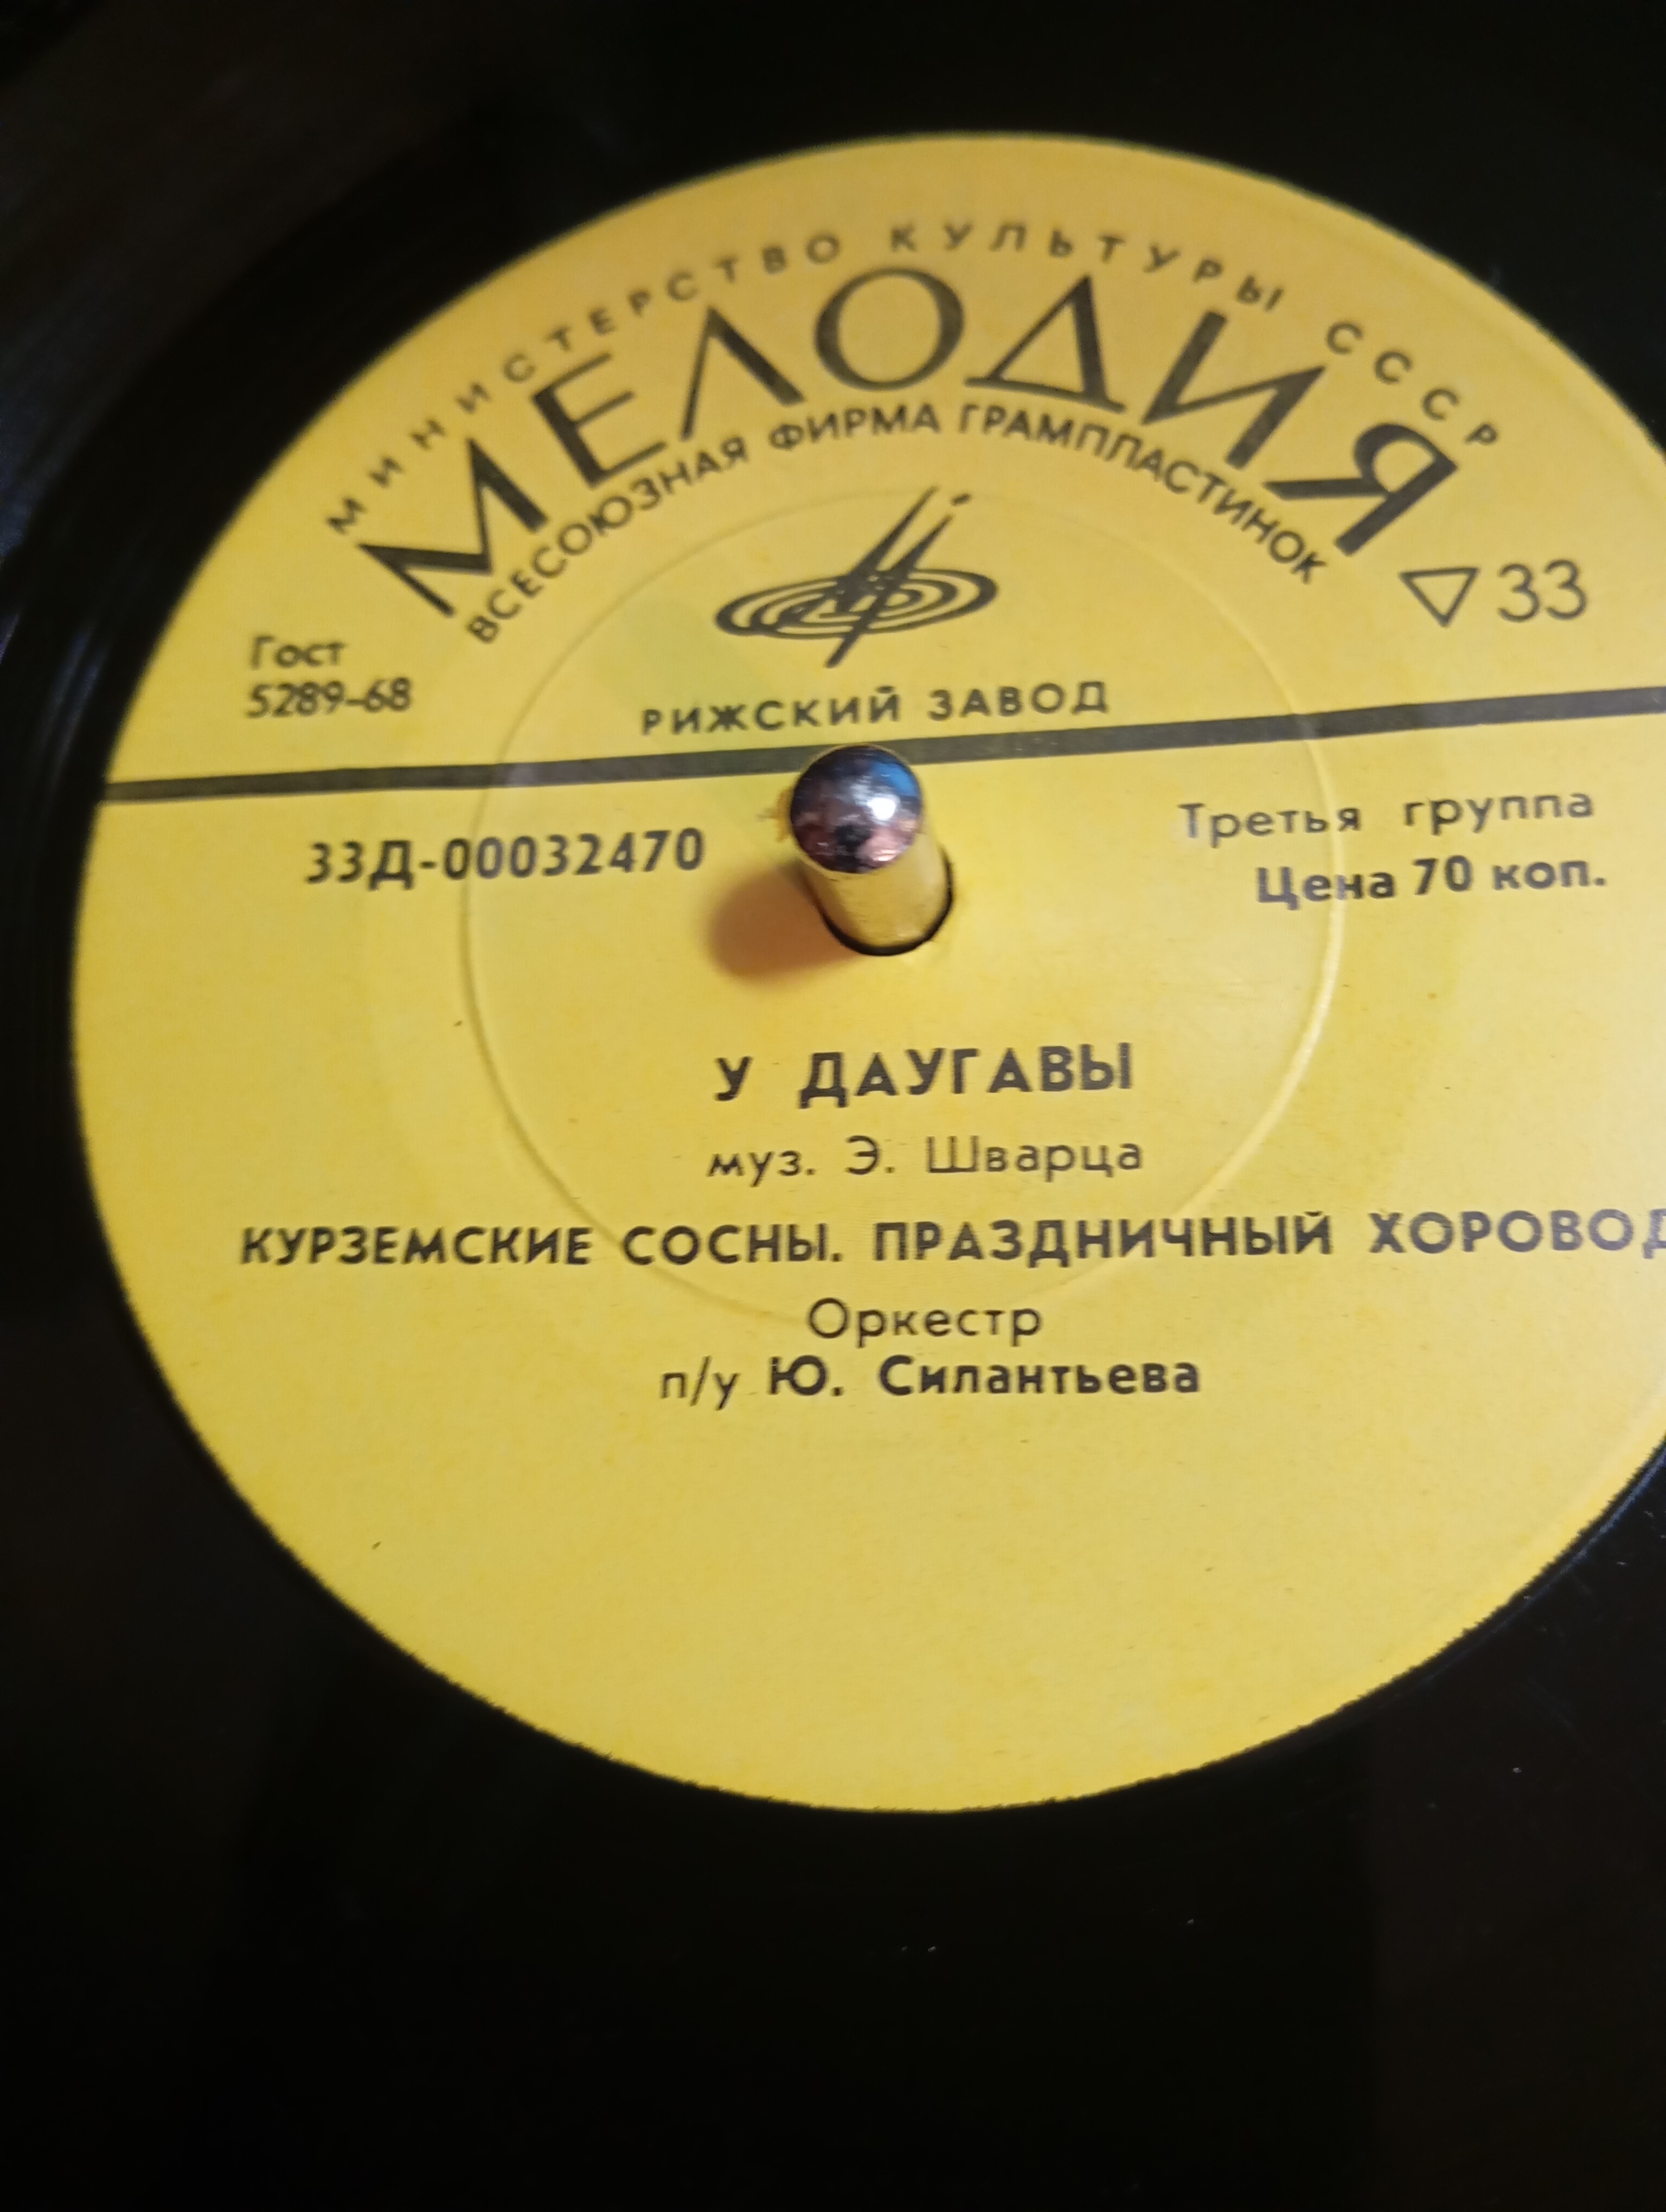 МИНИСТЕРСТВО КУЛЬТУРЫ СССР
МЕЛОДИЯ
ВСЕСОЮЗНАЯ ФИРМА ГРАМПЛАСТИНОК
33
Гост
5289-68
РИЖСКИЙ ЗАВОД
33Д-00032470
Третья группа
Цена 70 коп.
У ДАУГАВЫ
муз. Э. Шварца
КУРЗЕМСКИЕ СОСНЫ. ПРАЗДНИЧНЫЙ ХОРОВОД
Оркестр
п/у Ю. Силантьева